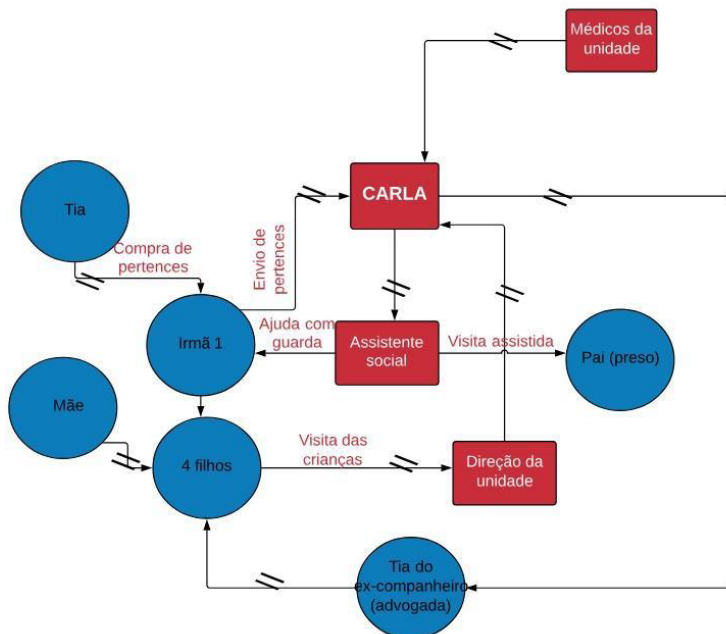 Médicos da
unidade
CARLA
Tia
Compra de
pertences
Envio de
pertences
Irmã 1
Ajuda com
guarda
Assistente
social
Visita assistida
Pai (preso)
Mãe
4 filhos
Visita das
crianças
Direção da
unidade
Tia do
ex-companheiro
(advogada)